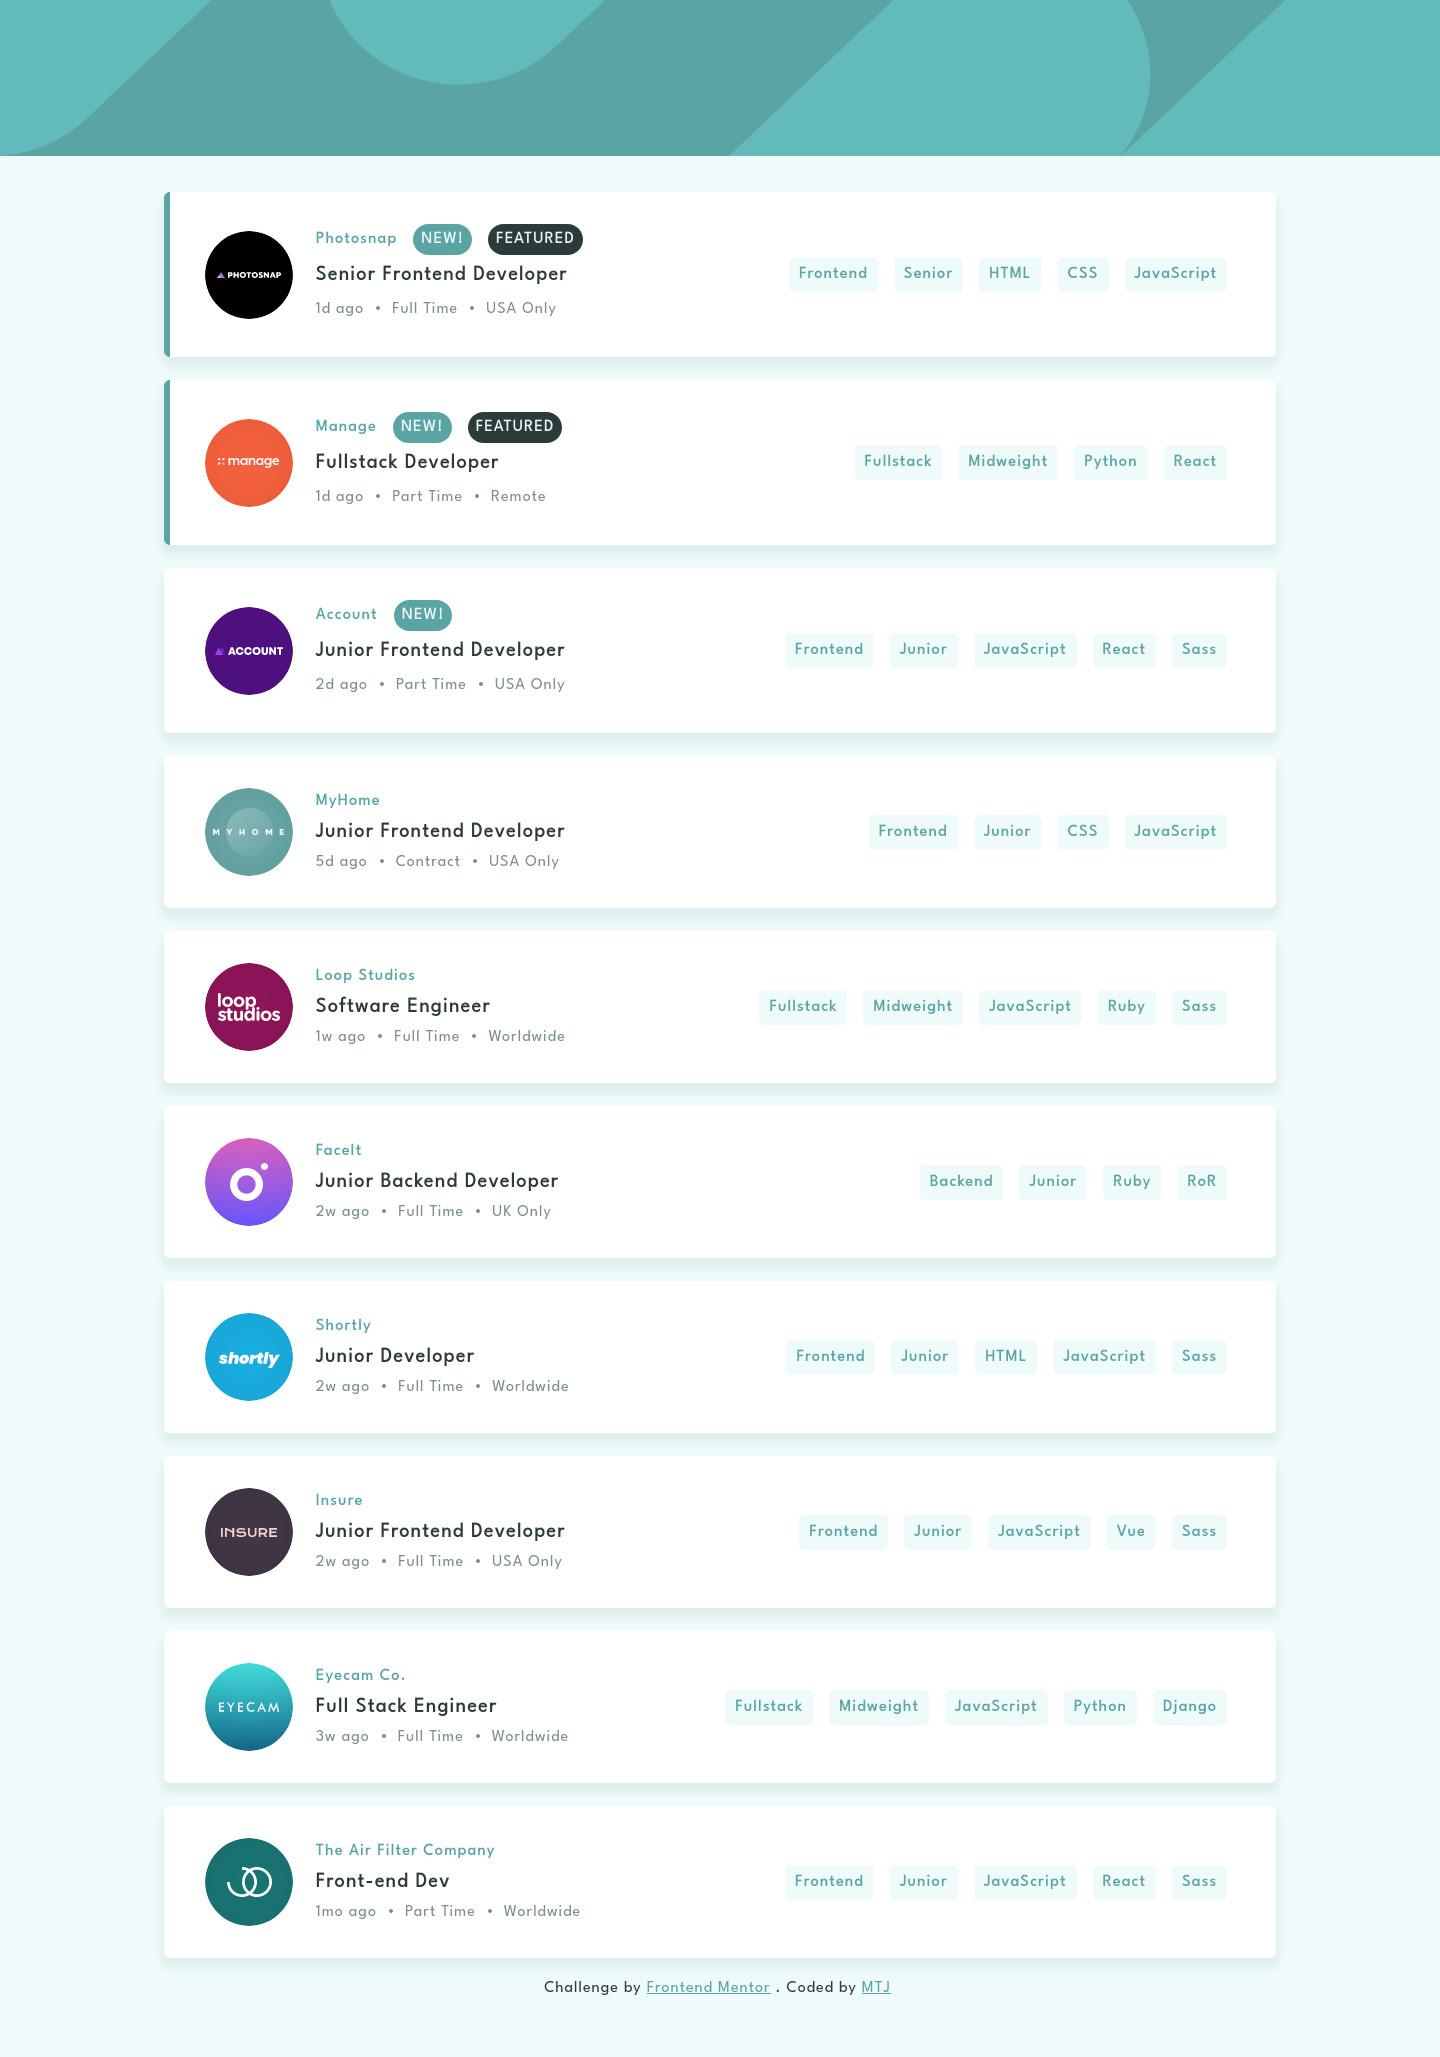 PHOTOSNAP
Photosnap NEW! FEATURED
Senior Frontend Developer
1d ago • Full Time • USA Only
Frontend Senior HTML CSS JavaScript
manage
Manage NEW! FEATURED
Fullstack Developer
1d ago • Part Time • Remote
Fullstack Midweight Python React
ACCOUNT
Account NEW!
Junior Frontend Developer
2d ago • Part Time • USA Only
Frontend Junior JavaScript React Sass
MYHOME
MyHome
Junior Frontend Developer
5d ago • Contract • USA Only
Frontend Junior CSS JavaScript
loop
studios
Loop Studios
Software Engineer
1w ago • Full Time • Worldwide
Fullstack Midweight JavaScript Ruby Sass
FaceIt
Junior Backend Developer
2w ago • Full Time • UK Only
Backend Junior Ruby RoR
shortly
Shortly
Junior Developer
2w ago • Full Time • Worldwide
Frontend Junior HTML JavaScript Sass
INSURE
Insure
Junior Frontend Developer
2w ago • Full Time • USA Only
Frontend Junior JavaScript Vue Sass
EYECAM
Eyecam Co.
Full Stack Engineer
3w ago • Full Time • Worldwide
Fullstack Midweight JavaScript Python Django
The Air Filter Company
Front-end Dev
1mo ago • Part Time • Worldwide
Frontend Junior JavaScript React Sass
Challenge by Frontend Mentor . Coded by MTJ